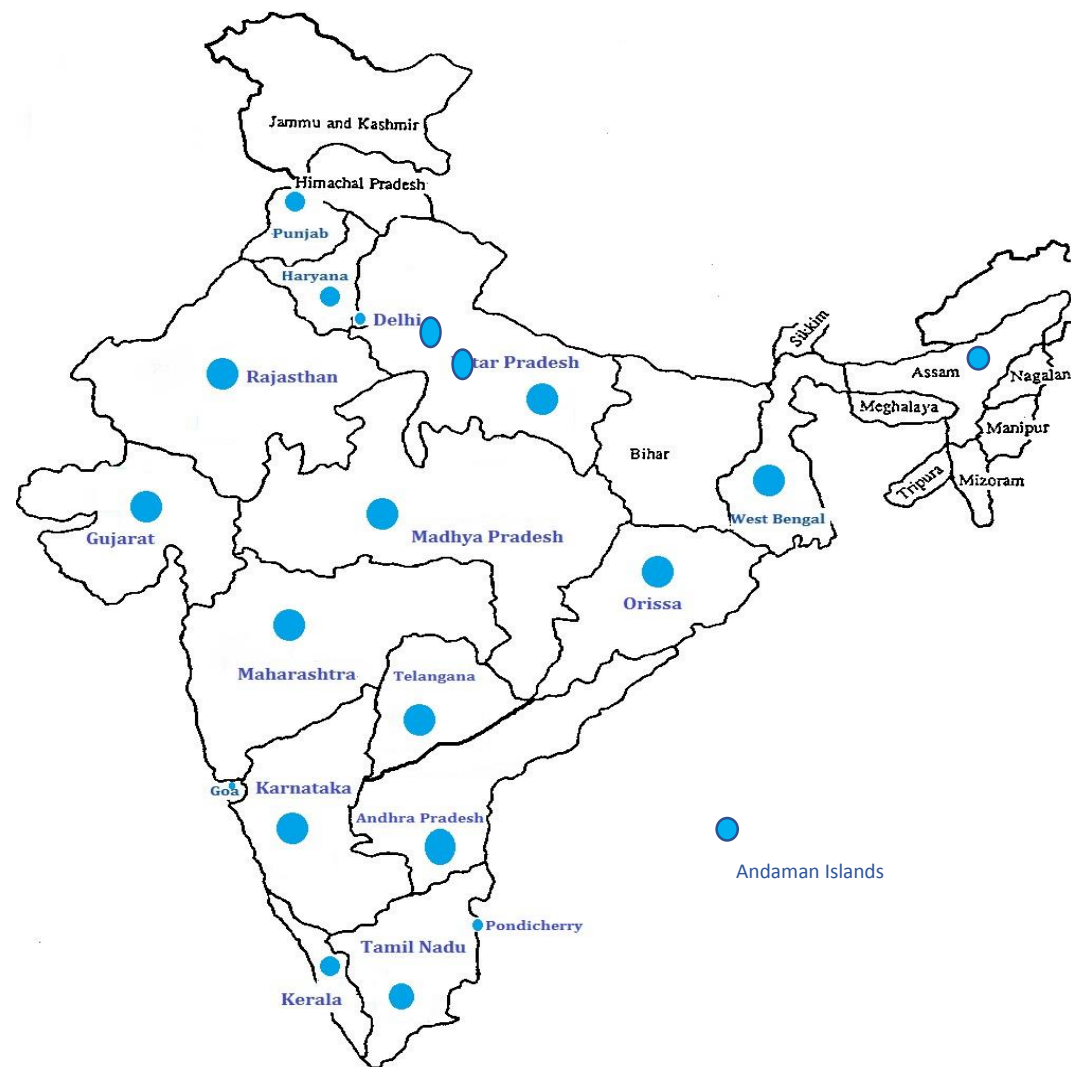 Jammu and Kashmir
Himachal Pradesh
Punjab
Haryana
Delhi
Sikkim
tar Pradesh
Rajasthan
Assam
Nagalan
Meghalaya
Manipur
Bihar
Tripura
Mizoram
West Bengal
Gujarat
Madhya Pradesh
Orissa
Maharashtra
Telangana
Goa
Karnataka
Andhra Pradesh
Andaman Islands
Pondicherry
Tamil Nadu
Kerala